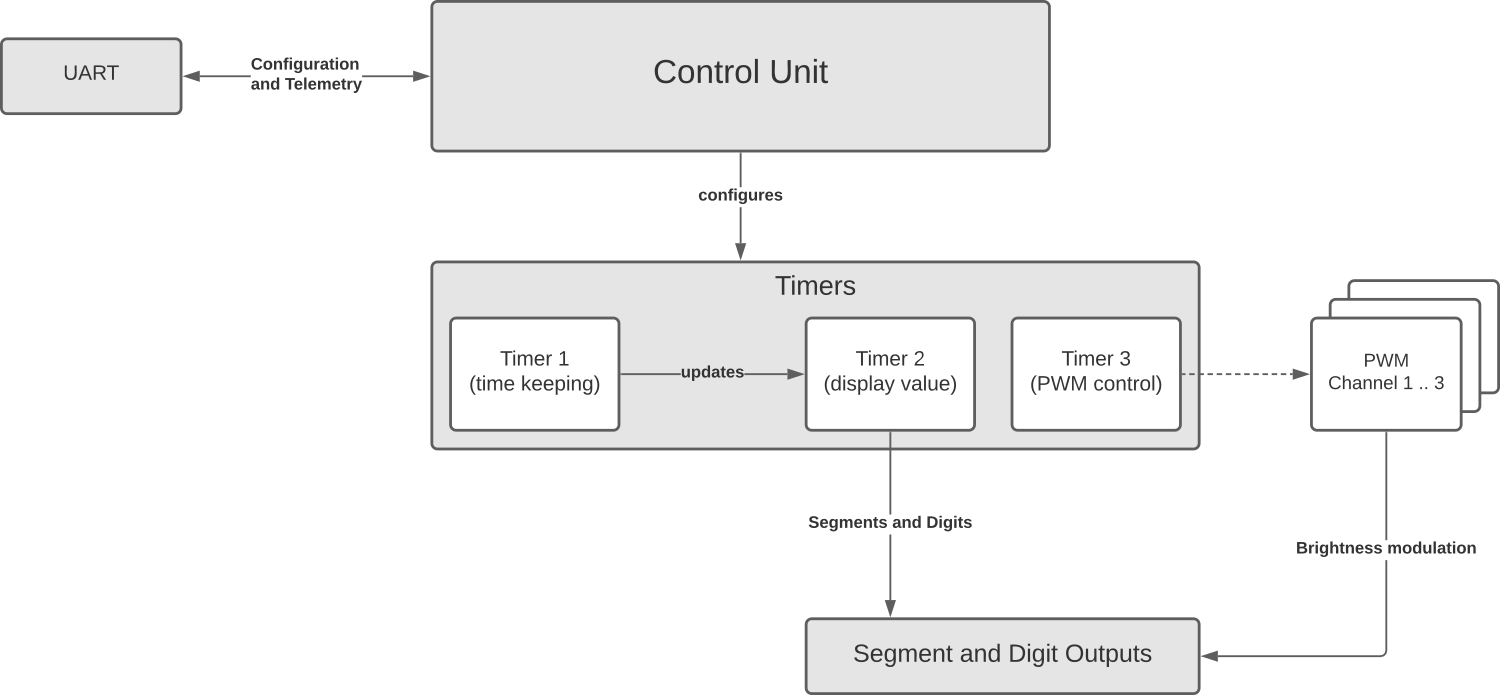 UART
Configuration
and Telemetry
Control Unit
configures
Timers
Timer 1
(time keeping)
updates
Timer 2
(display value)
Timer 3
(PWM control)
PWM
Channel 1 .. 3
Segments and Digits
Brightness modulation
Segment and Digit Outputs